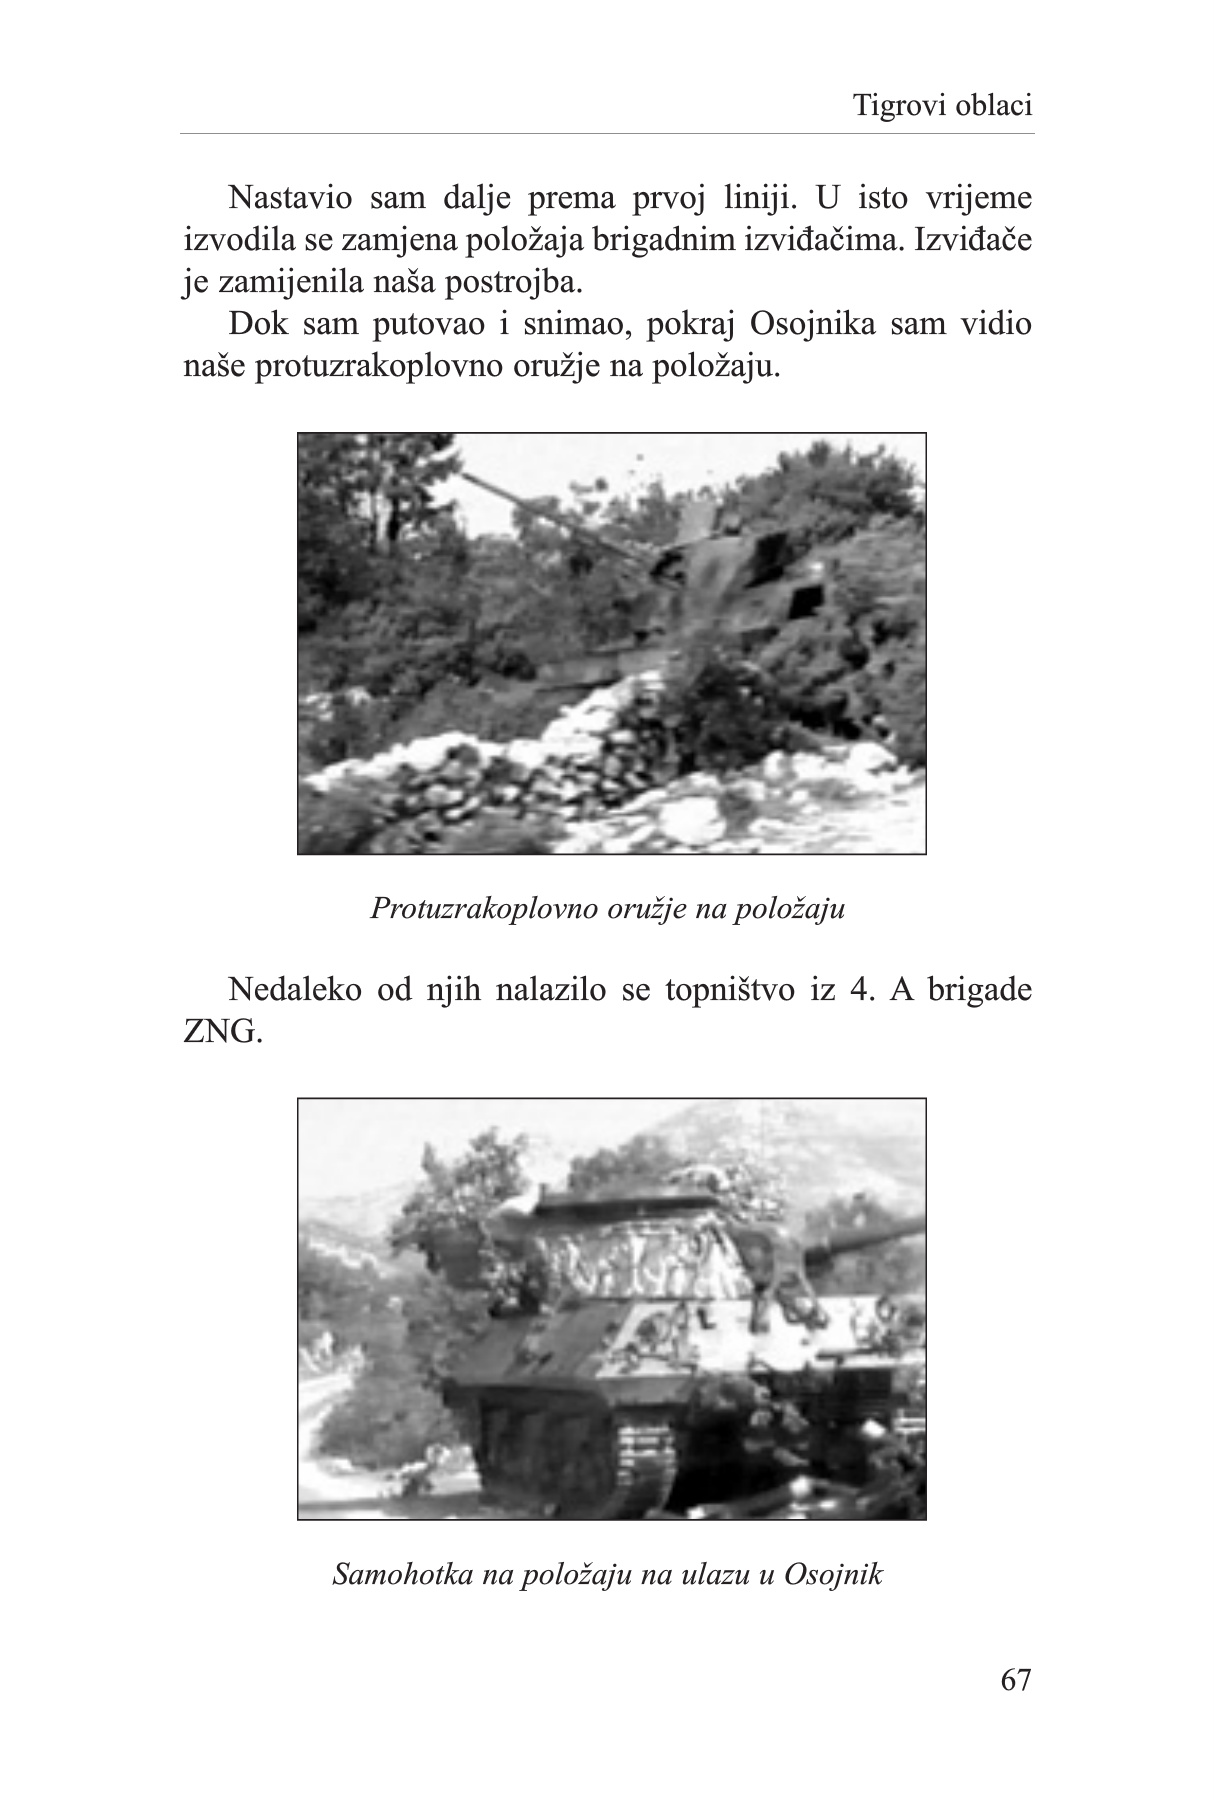 Tigrovi oblaci
Nastavio sam dalje prema prvoj liniji. U isto vrijeme
izvodila se zamjena položaja brigadnim izviđačima. Izviđače
je zamijenila naša postrojba.
Dok sam putovao i snimao, pokraj Osojnika sam vidio
naše protuzrakoplovno oružje na položaju.
Protuzrakoplovno oružje na položaju
Nedaleko od njih nalazilo se topništvo iz 4. A brigade
ZNG.
Samohotka na položaju na ulazu u Osojnik
67